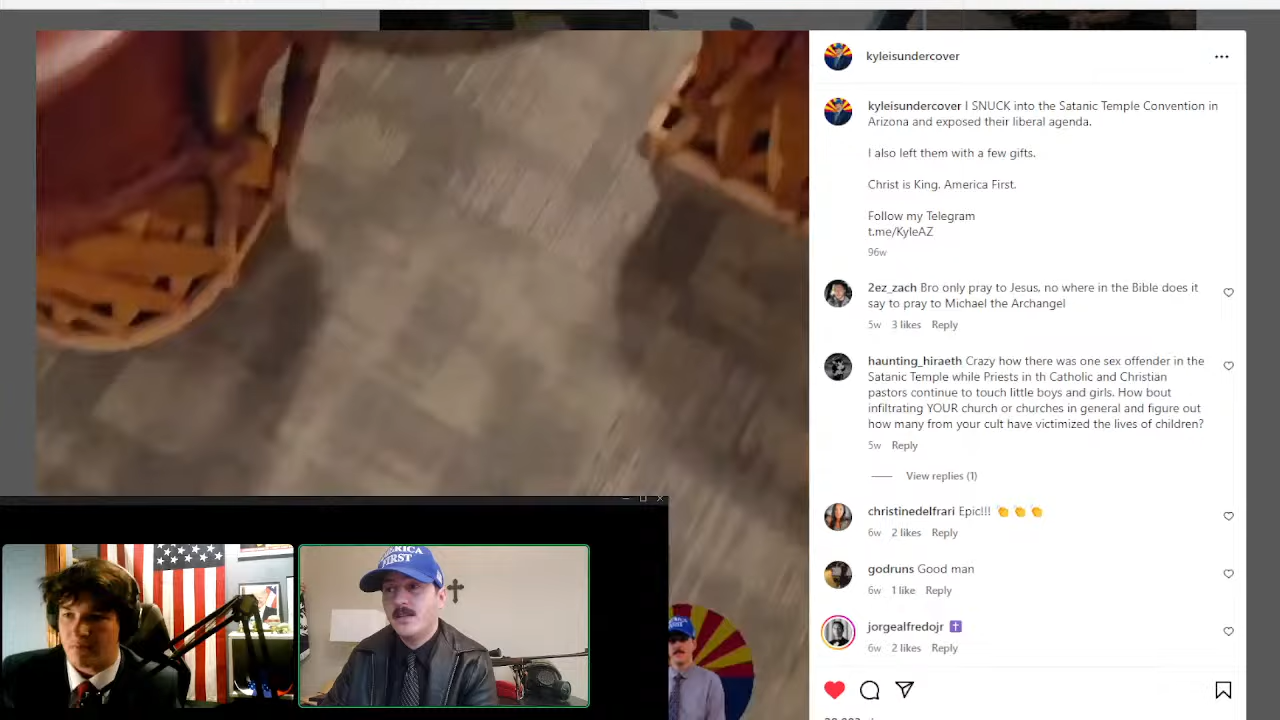 kyleisundercover
kyleisundercover I SNUCK into the Satanic Temple Convention in
Arizona and exposed their liberal agenda.
I also left them with a few gifts.
Christ is King. America First.
Follow my Telegram
t.me/KyleAZ
96w
2ez_zach Bro only pray to Jesus, no where in the Bible does it
say to pray to Michael the Archangel
5w 3 likes Reply
haunting_hiraeth Crazy how there was one sex offender in the
Satanic Temple while Priests in th Catholic and Christian
pastors continue to touch little boys and girls. How bout
infiltrating YOUR church or churches in general and figure out
how many from your cult have victimized the lives of children?
5w Reply
View replies (1)
christinedelfrari Epic!!! 👏 👏 👏
6w 2 likes Reply
godruns Good man
6w 1 like Reply
jorgealfredojr ✝️
6w 2 likes Reply
FIRST